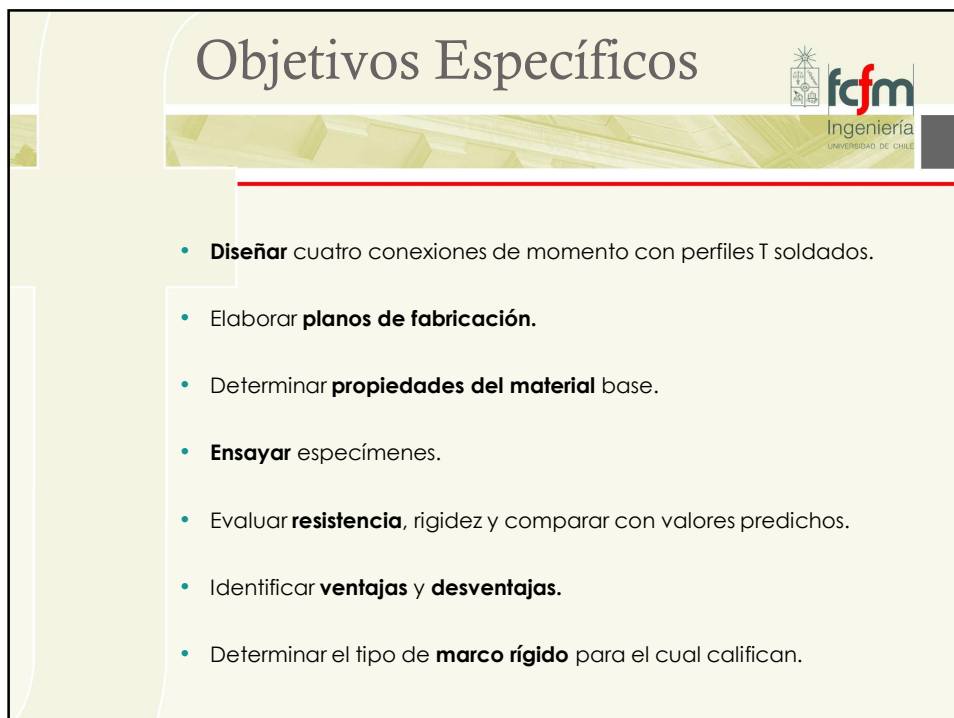 Objetivos Específicos
fcfm
Ingeniería
UNIVERSIDAD DE CHILE
• Diseñar cuatro conexiones de momento con perfiles T soldados.
• Elaborar planos de fabricación.
• Determinar propiedades del material base.
• Ensayar especímenes.
• Evaluar resistencia, rigidez y comparar con valores predichos.
• Identificar ventajas y desventajas.
• Determinar el tipo de marco rígido para el cual califican.